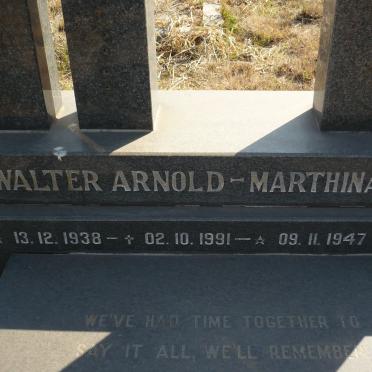 WALTER ARNOLD - MARTHINA
☆ 13.12.1938 - ✝ 02.10.1991 - ☆ 09.11.1947
WE'VE HAD TIME TOGETHER TO
SAY IT ALL, WE'LL REMEMBER